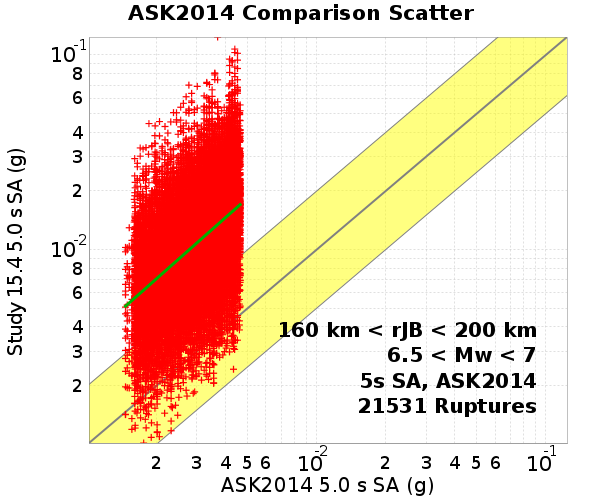 ASK2014 Comparison Scatter
Study 15.4 5.0 s SA (g)
10-1
8
6
4
3
2
10-2
8
6
4
3
2
160 km < rJB < 200 km
6.5 < Mw < 7
5s SA, ASK2014
21531 Ruptures
2 3 4 5 6 10-2 2 3 4 5 6 10-1
ASK2014 5.0 s SA (g)